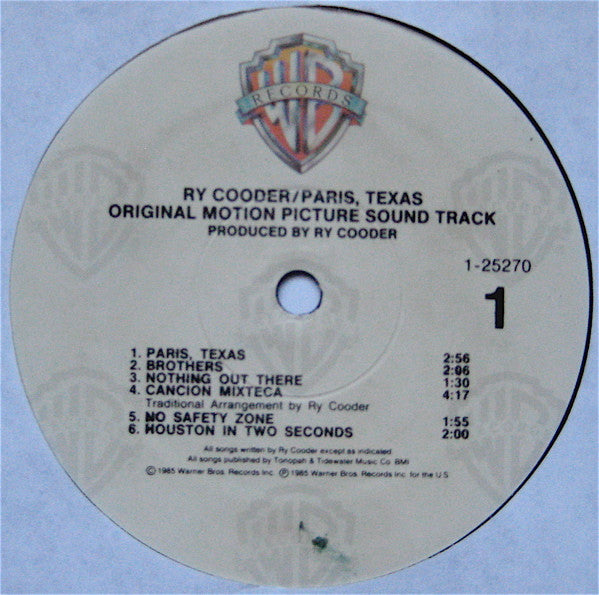 WB
RECORDS
RY COODER/PARIS, TEXAS
ORIGINAL MOTION PICTURE SOUND TRACK
PRODUCED BY RY COODER
1-25270
1
1. PARIS, TEXAS 2:56
2. BROTHERS 2:06
3. NOTHING OUT THERE 1:30
4. CANCION MIXTECA 4:17
Traditional Arrangement by Ry Cooder
5. NO SAFETY ZONE 1:55
6. HOUSTON IN TWO SECONDS 2:00
All songs written by Ry Cooder except as indicated.
All songs published by Tonopah & Tidewater Music Co. BMI
©1985 Warner Bros. Records Inc. ℗1985 Warner Bros. Records Inc. for the U.S.